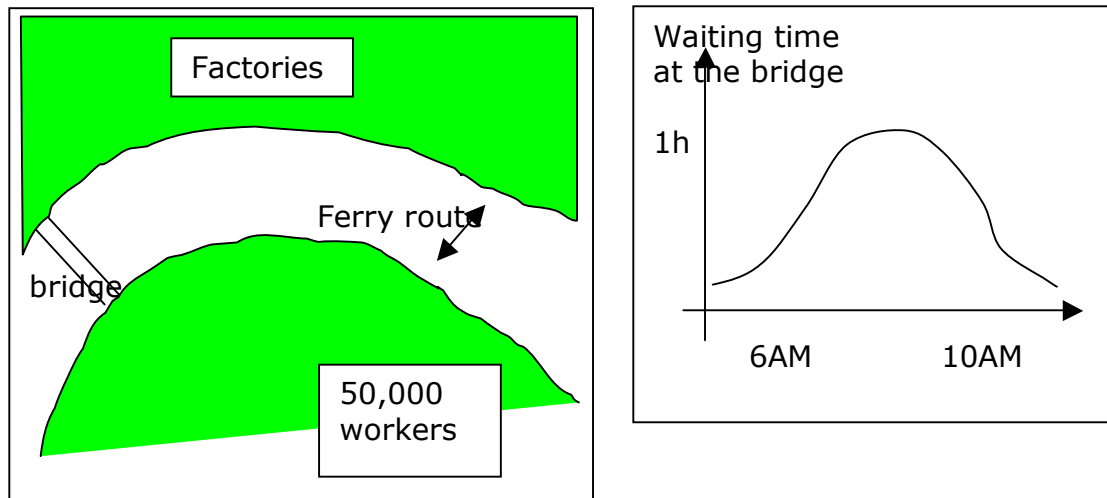 Factories
Ferry route
bridge
50,000
workers
Waiting time
at the bridge
1h
6AM
10AM